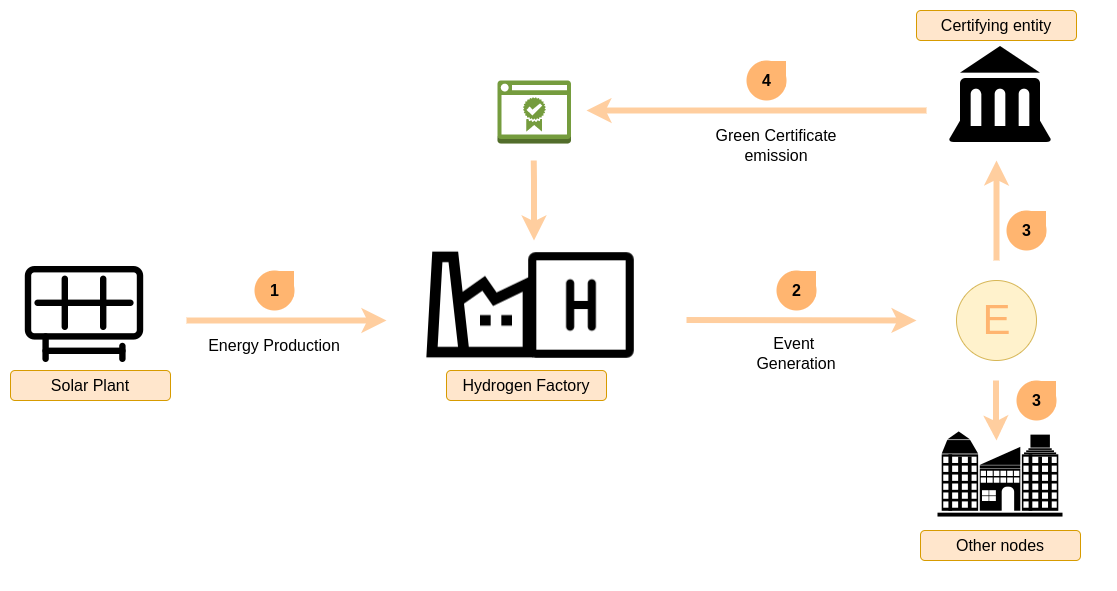 Certifying entity
4
Green Certificate
emission
3
1
Energy Production
Solar Plant
H
Hydrogen Factory
2
Event
Generation
E
3
Other nodes